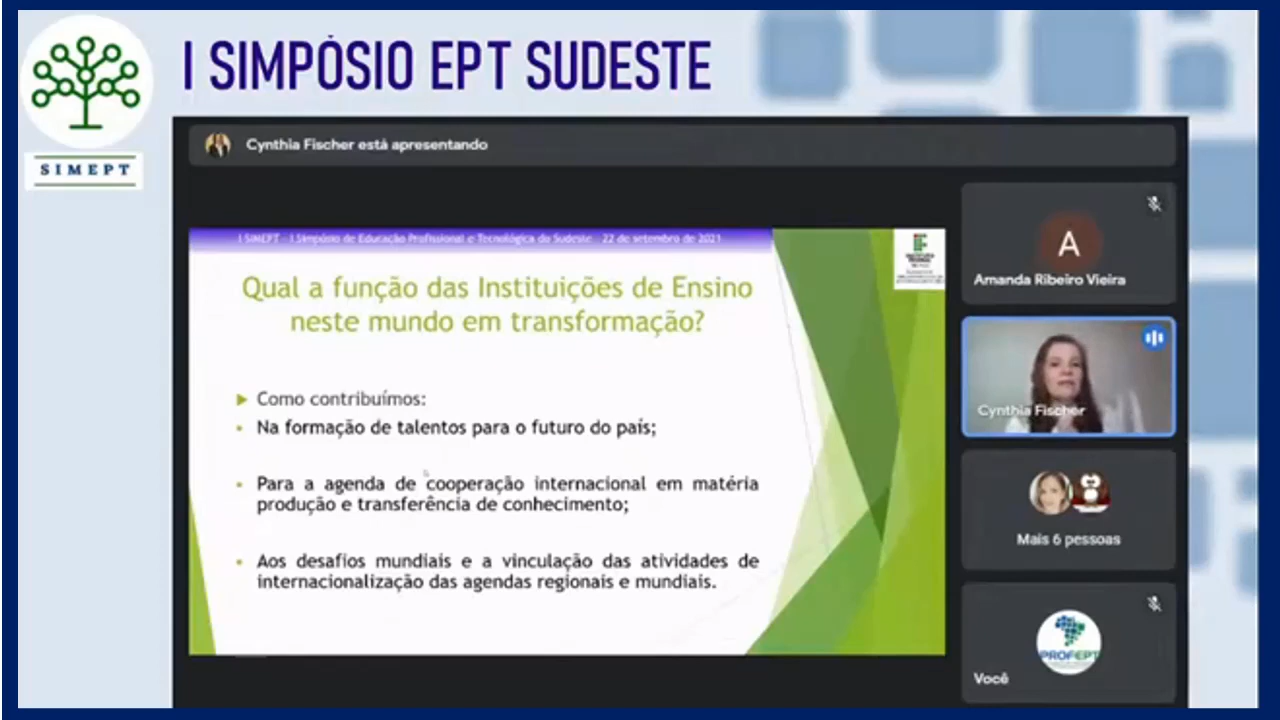 I SIMPÓSIO EPT SUDESTE
SIMEPT
Cynthia Fischer está apresentando
I SIMEPT - I Simpósio de Educação Profissional e Tecnológica do Sudeste - 22 de setembro de 2021
INSTITUTO
FEDERAL
Qual a função das Instituições de Ensino
neste mundo em transformação?
Como contribuímos:
Na formação de talentos para o futuro do país;
Para a agenda de cooperação internacional em matéria
produção e transferência de conhecimento;
Aos desafios mundiais e a vinculação das atividades de
internacionalização das agendas regionais e mundiais.
A
Amanda Ribeiro Vieira
Cynthia Fischer
Mais 6 pessoas
PROFEPT
Você